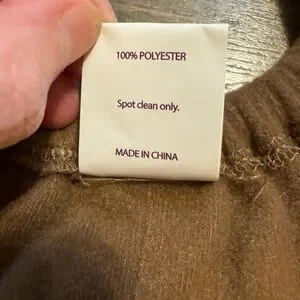 100% POLYESTER
Spot clean only.
MADE IN CHINA